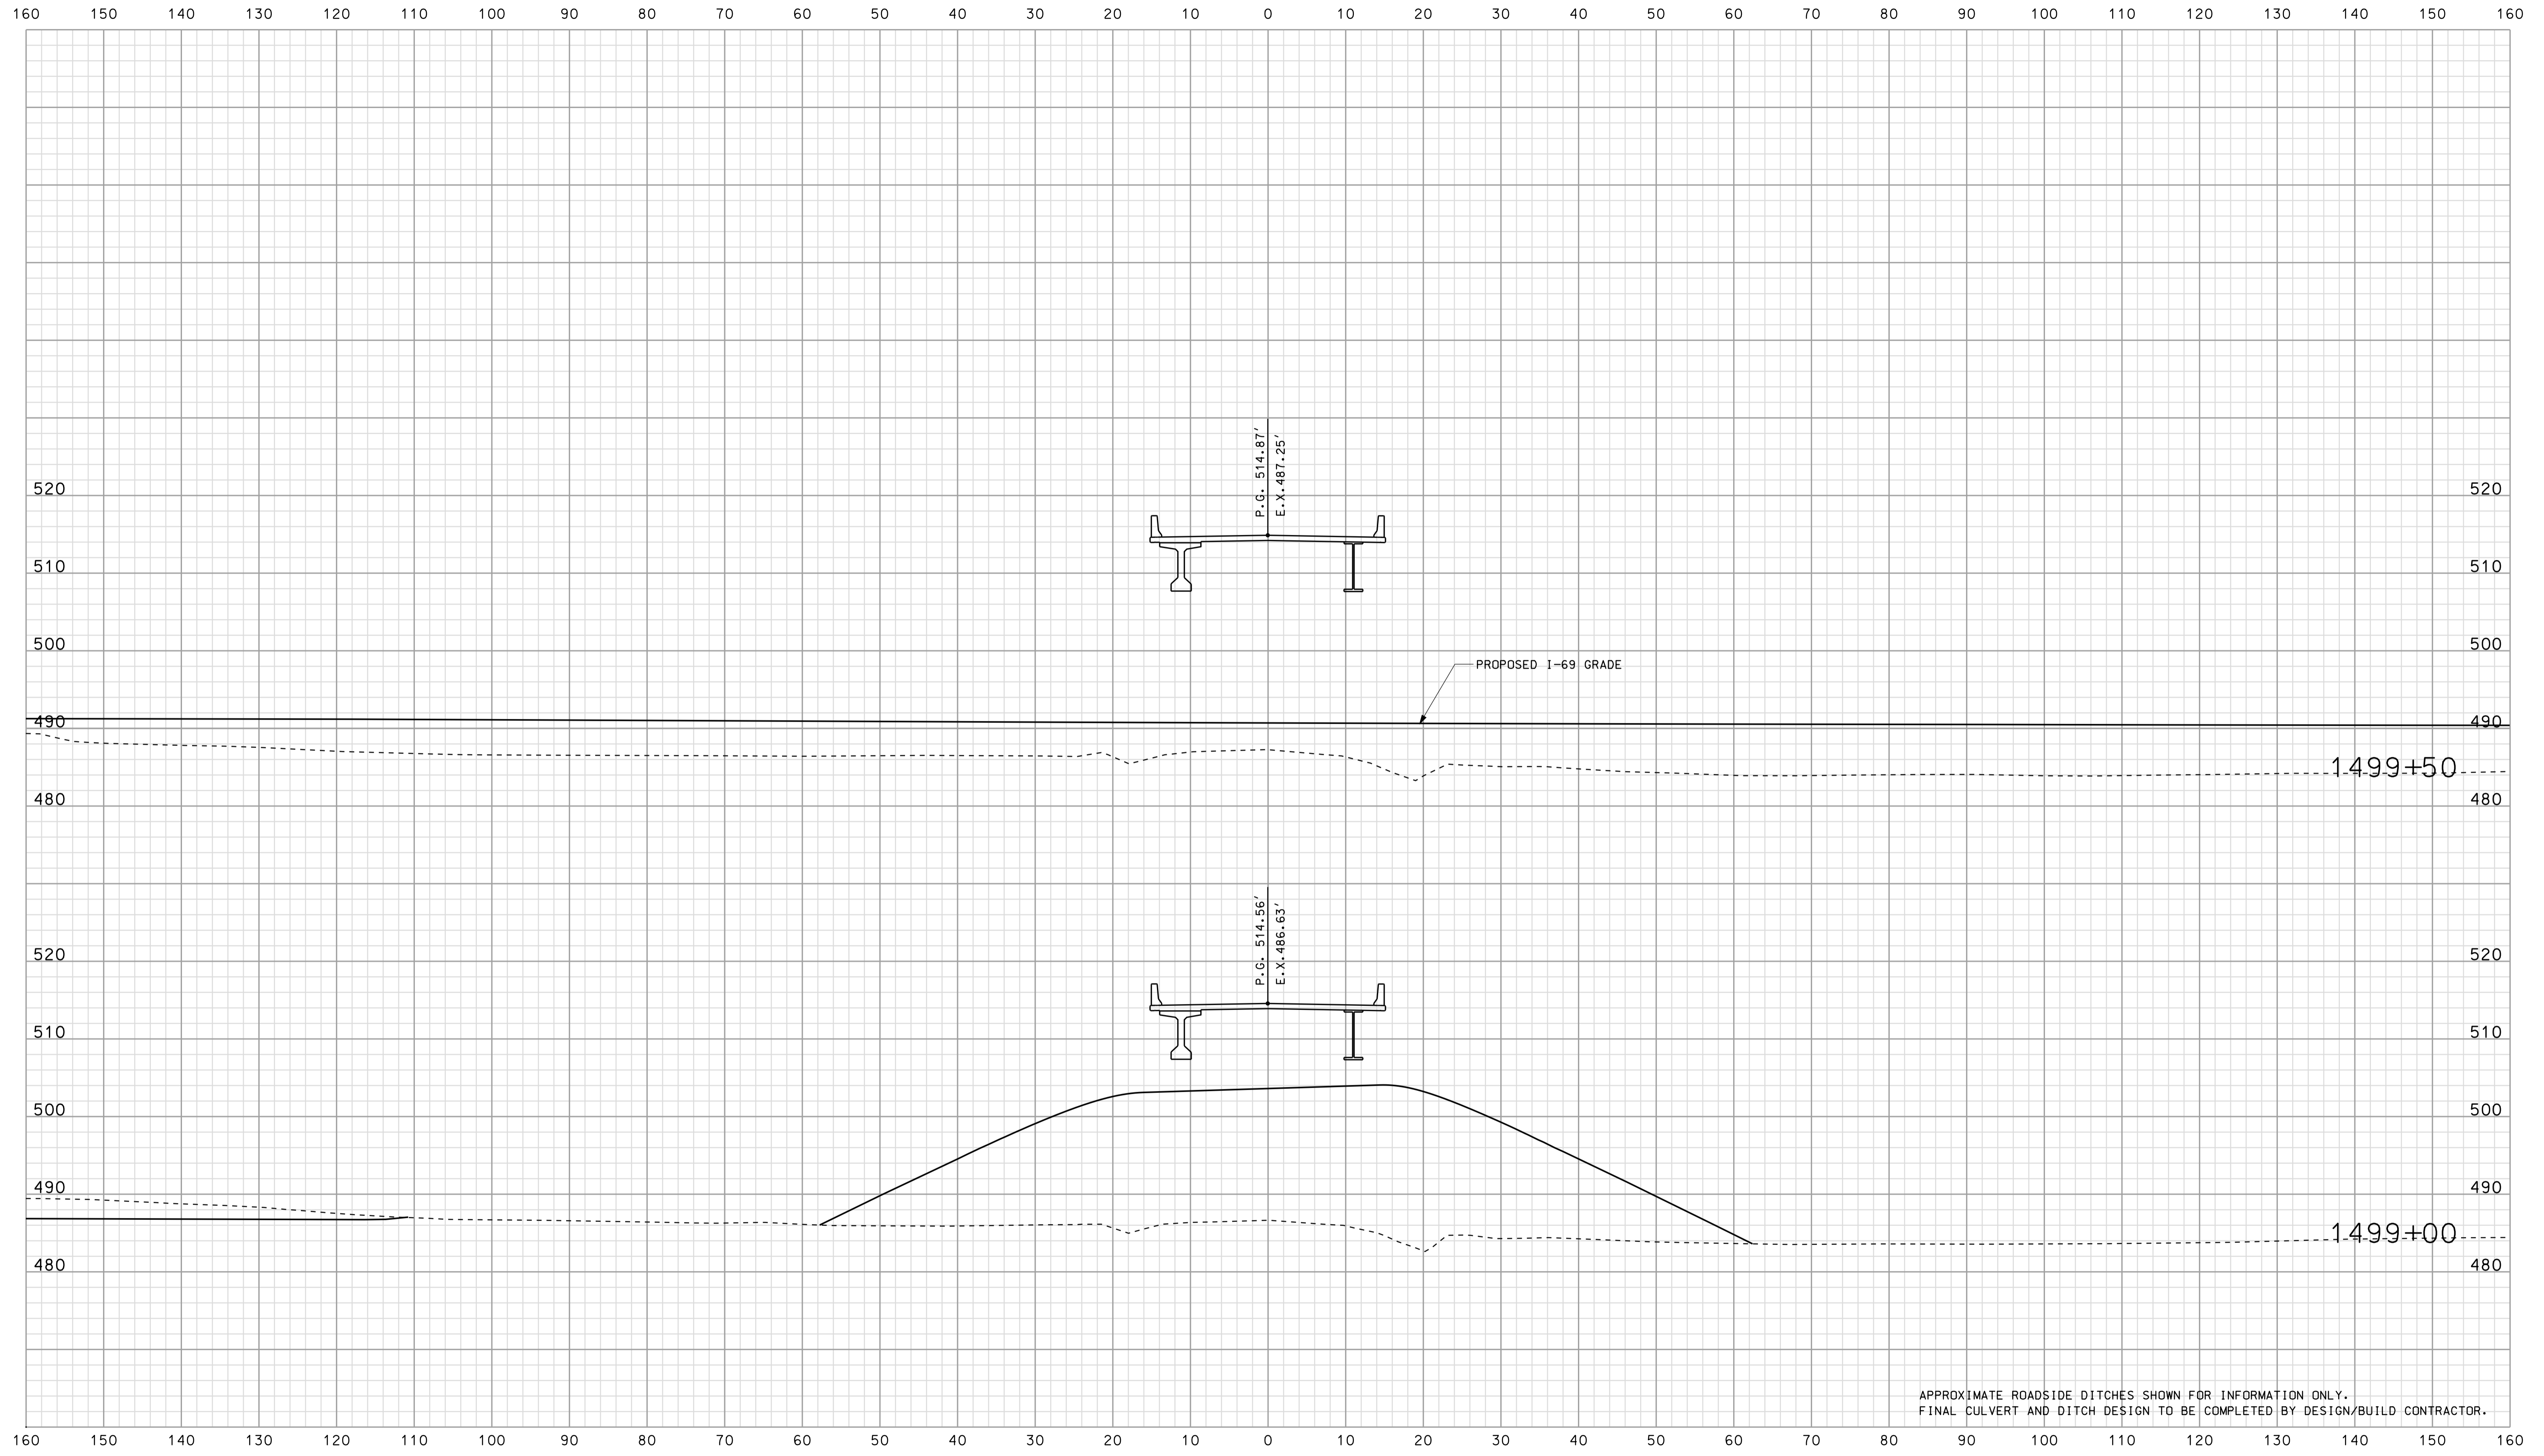 160 150 140 130 120 110 100 90 80 70 60 50 40 30 20 10 0 10 20 30 40 50 60 70 80 90 100 110 120 130 140 150 160
P.G. 514.87'
E.X.487.25'
520 520
510 510
500 500
PROPOSED I-69 GRADE
490 490
1499+50
480 480
P.G. 514.56'
E.X.486.63'
520 520
510 510
500 500
490 490
1499+00
480 480
APPROXIMATE ROADSIDE DITCHES SHOWN FOR INFORMATION ONLY.
FINAL CULVERT AND DITCH DESIGN TO BE COMPLETED BY DESIGN/BUILD CONTRACTOR.
160 150 140 130 120 110 100 90 80 70 60 50 40 30 20 10 0 10 20 30 40 50 60 70 80 90 100 110 120 130 140 150 160